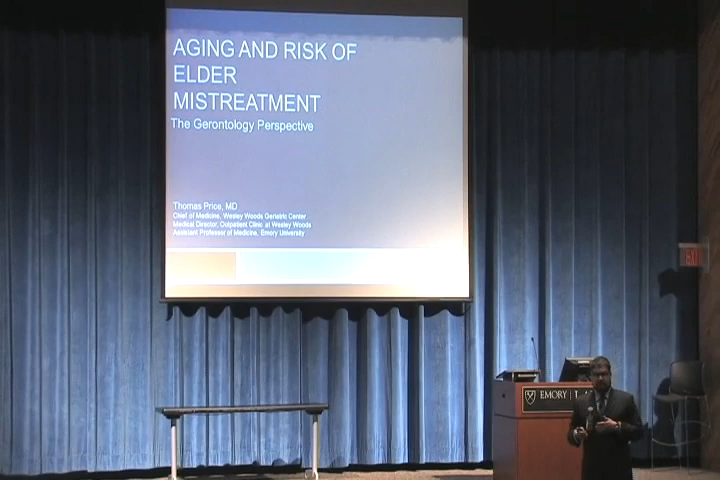 AGING AND RISK OF
ELDER
MISTREATMENT
The Gerontology Perspective
Thomas Price, MD
Chief of Medicine, Wesley Woods Geriatric Center
Medical Director, Outpatient Clinic at Wesley Woods
Assistant Professor of Medicine, Emory University
EXIT
EMORY